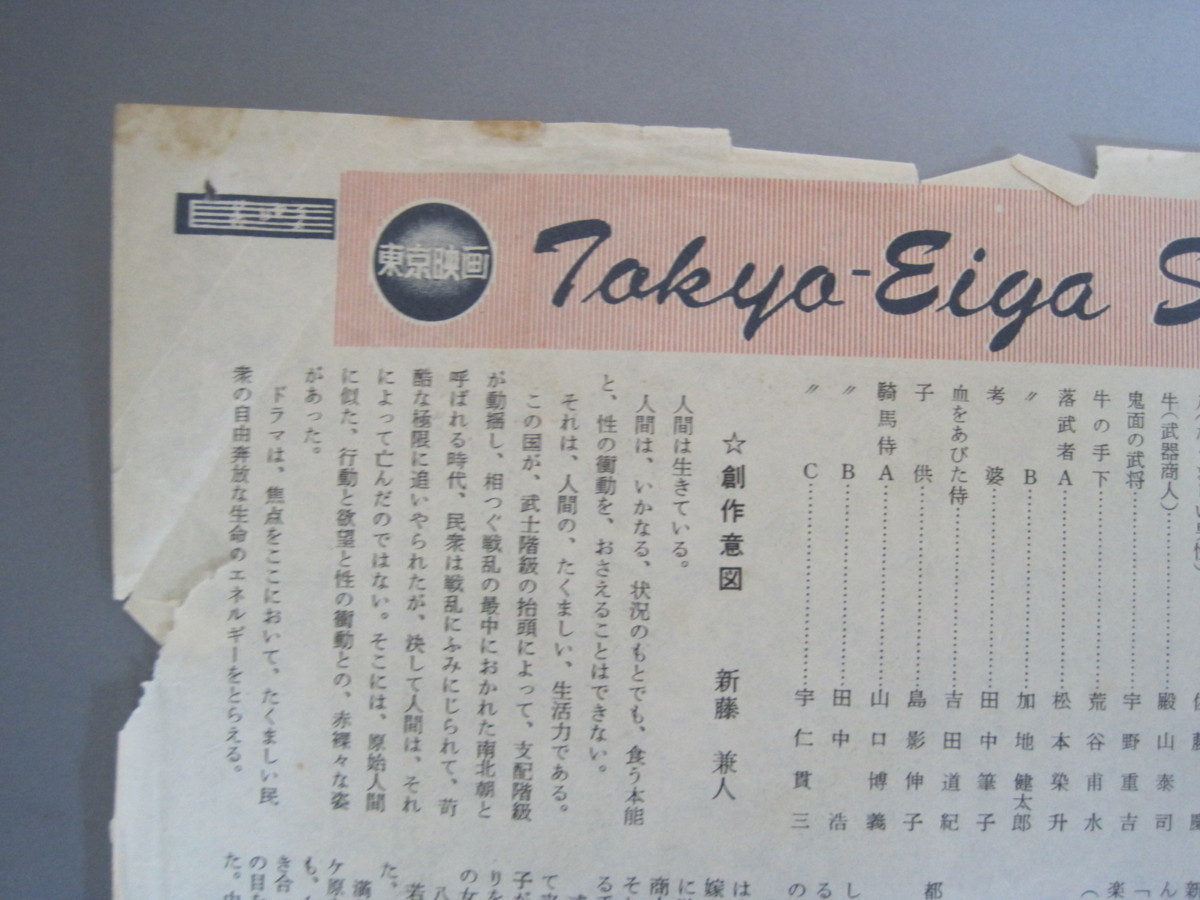 東京映画
Tokyo-Eiga S
牛(武器商人)………殿山泰司
鬼面の武将………宇野重吉
牛の手下………荒谷甫水
落武者A………松本染升
〃B………加地健太郎
考婆………田中筆子
血をあびた侍………吉田道紀
子供………島影伸子
騎馬侍A………山口博義
〃B………田中浩
〃C………宇仁貫三
☆創作意図 新藤兼人
人間は生きている。
人間は、いかなる、状況のもとでも、食う本能
と、性の衝動を、おさえることはできない。
それは、人間の、たくましい、生活力である。
この国が、武士階級の抬頭によって、支配階級
が動揺し、相つぐ戦乱の最中におかれた南北朝と
呼ばれる時代、民衆は戦乱にふみにじられて、苛
酷な極限に追いやられたが、決して人間は、それ
によって亡んだのではない。そこには、原始人間
に似た、行動と欲望と性の衝動との、赤裸々な姿
があった。
ドラマは、焦点をここにおいて、たくましい民
衆の自由奔放な生命のエネルギーをとらえる。